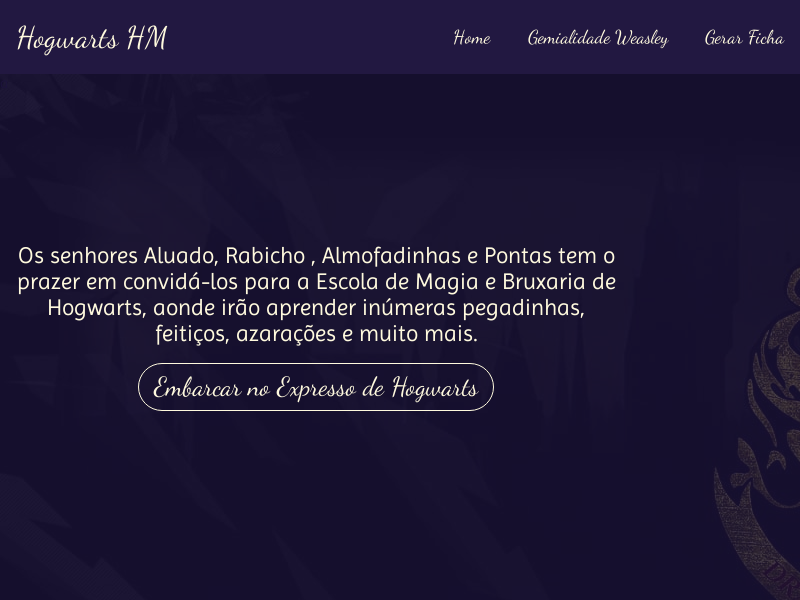 Hogwarts HM
Home Gemialidade Weasley Gerar Ficha
Os senhores Aluado, Rabicho , Almofadinhas e Pontas tem o
prazer em convidá-los para a Escola de Magia e Bruxaria de
Hogwarts, aonde irão aprender inúmeras pegadinhas,
feitiços, azarações e muito mais.
Embarcar no Expresso de Hogwarts
DR